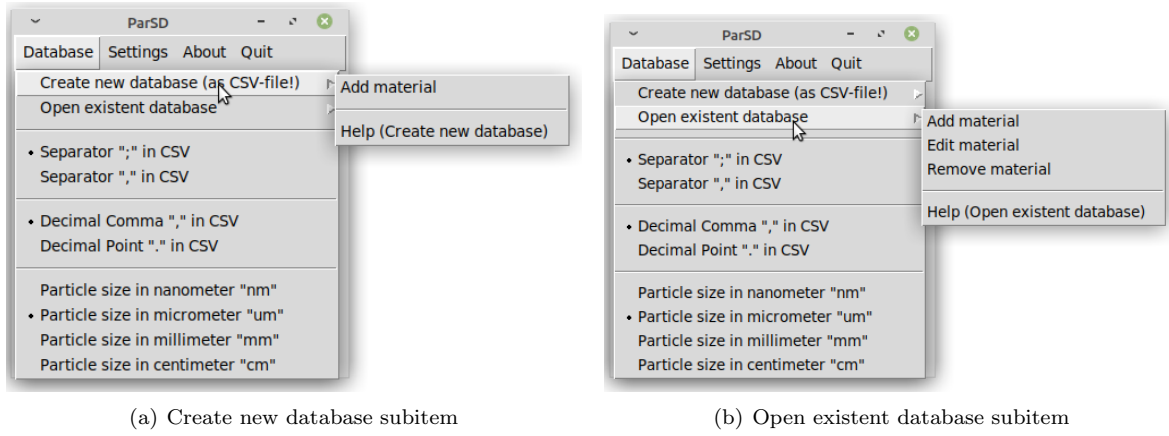 ParSD
Database Settings About Quit
Create new database (as CSV-file!)
Open existent database
Separator ";" in CSV
Separator "," in CSV
Decimal Comma "," in CSV
Decimal Point "." in CSV
Particle size in nanometer "nm"
Particle size in micrometer "um"
Particle size in millimeter "mm"
Particle size in centimeter "cm"
Add material
Help (Create new database)
(a) Create new database subitem
ParSD
Database Settings About Quit
Create new database (as CSV-file!)
Open existent database
Separator ";" in CSV
Separator "," in CSV
Decimal Comma "," in CSV
Decimal Point "." in CSV
Particle size in nanometer "nm"
Particle size in micrometer "um"
Particle size in millimeter "mm"
Particle size in centimeter "cm"
Add material
Edit material
Remove material
Help (Open existent database)
(b) Open existent database subitem